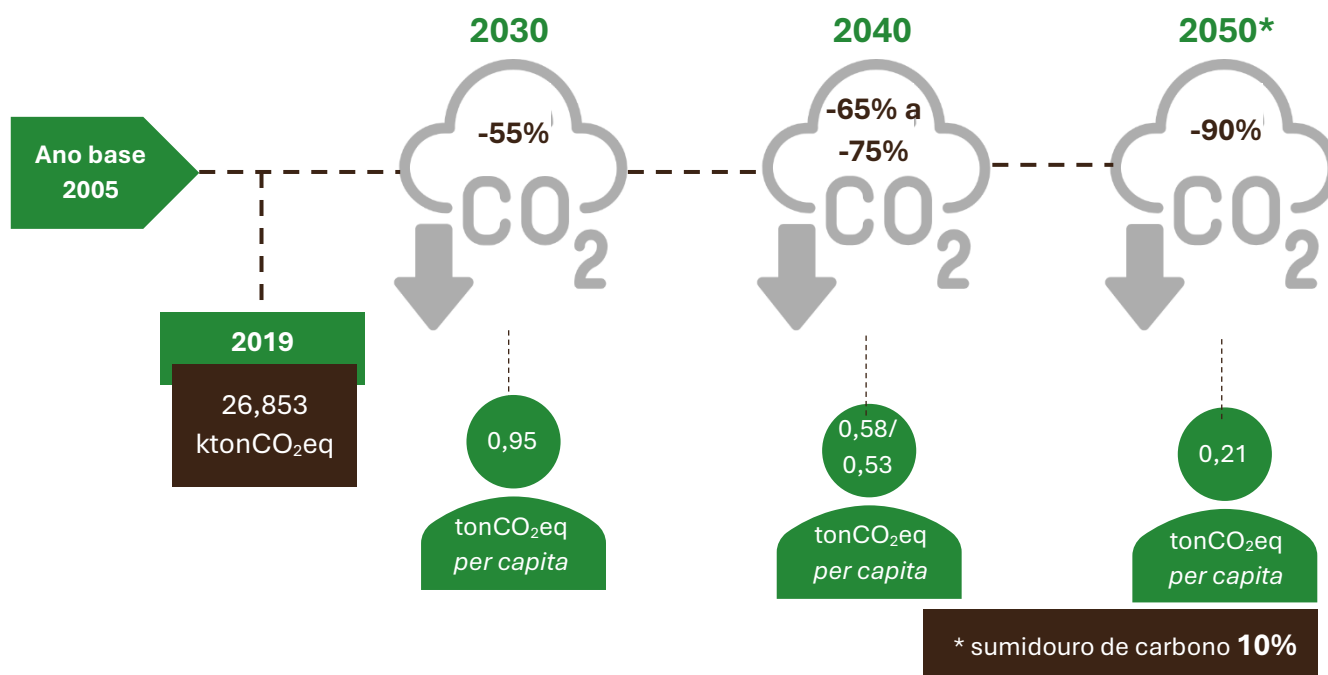 2030
2040
2050*
Ano base
2005
-55%
-65% a
-75%
-90%
CO2
CO2
CO2
2019
26,853
ktonCO₂eq
0,95
tonCO₂eq
per capita
0,58/
0,53
tonCO₂eq
per capita
0,21
tonCO₂eq
per capita
* sumidouro de carbono 10%